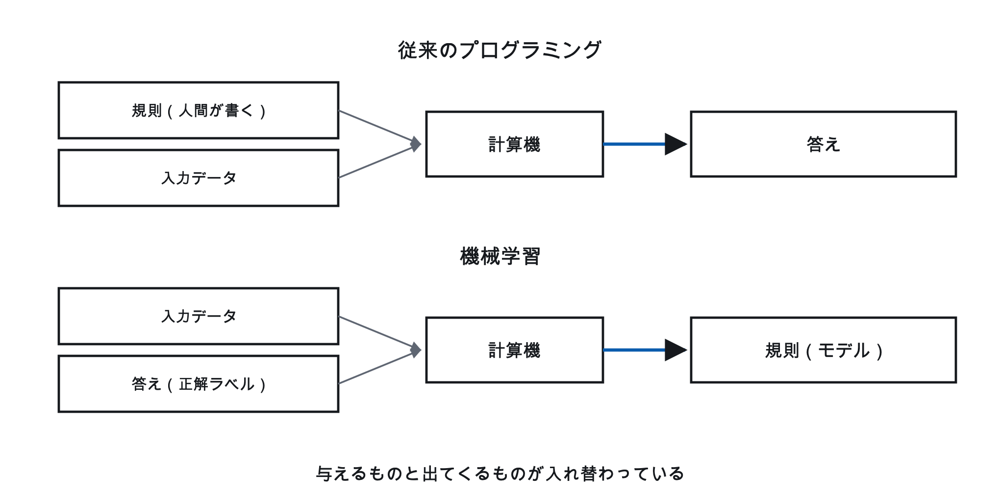 従来のプログラミング
規則 ( 人間が書く )
入力データ
計算機
答え
機械学習
入力データ
答え ( 正解ラベル )
計算機
規則 ( モデル )
与えるものと出てくるものが入れ替わっている